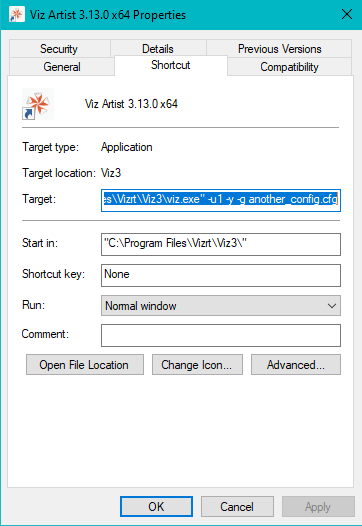 Viz Artist 3.13.0 x64 Properties
Security Details Previous Versions
General Shortcut Compatibility
Viz Artist 3.13.0 x64
Target type: Application
Target location: Viz3
Target: es\Vizrt\Viz3\viz.exe" -u1 -y -g another_config.cfg
Start in: "C:\Program Files\Vizrt\Viz3\"
Shortcut key: None
Run: Normal window
Comment:
Open File Location Change Icon... Advanced...
OK Cancel Apply